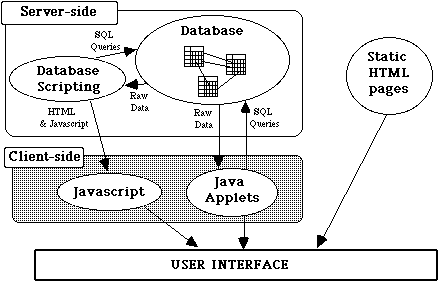 Server-side
SQL
Queries
Database
Database
Scripting
Static
HTML
pages
Raw
Data
HTML
& Javascript
Raw
Data
SQL
Queries
Client-side
Javascript
Java
Applets
USER INTERFACE